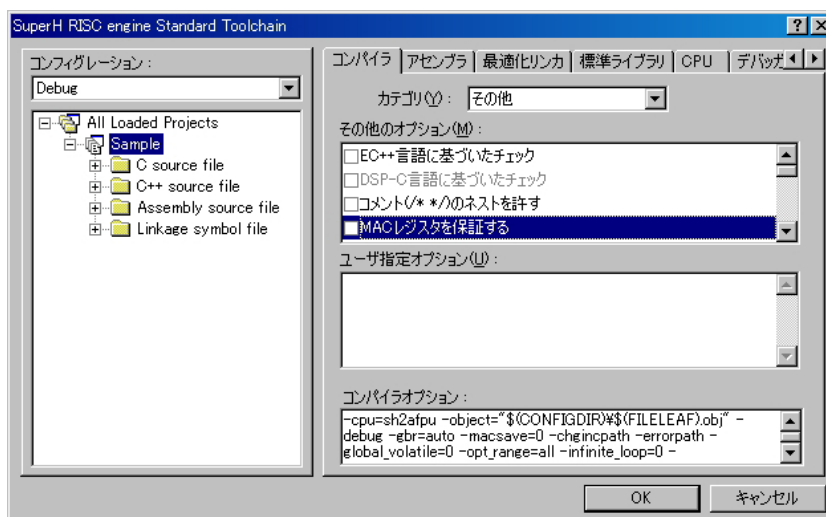 SuperH RISC engine Standard Toolchain
コンフィグレーション :
Debug
All Loaded Projects
Sample
C source file
C++ source file
Assembly source file
Linkage symbol file
コンパイラ アセンブラ 最適化リンカ 標準ライブラリ CPU デバッガ
カテゴリ(Y) : その他
その他のオプション(M) :
EC++言語に基づいたチェック
DSP-C言語に基づいたチェック
コメント(/* */)のネストを許す
MACレジスタを保証する
ユーザ指定オプション(U) :
コンパイラオプション :
-cpu=sh2afpu -object="$(CONFIGDIR)¥$(FILELEAF).obj" -
debug -gbr=auto -macsave=0 -chgincpath -errorpath -
global_volatile=0 -opt_range=all -infinite_loop=0 -
OK キャンセル